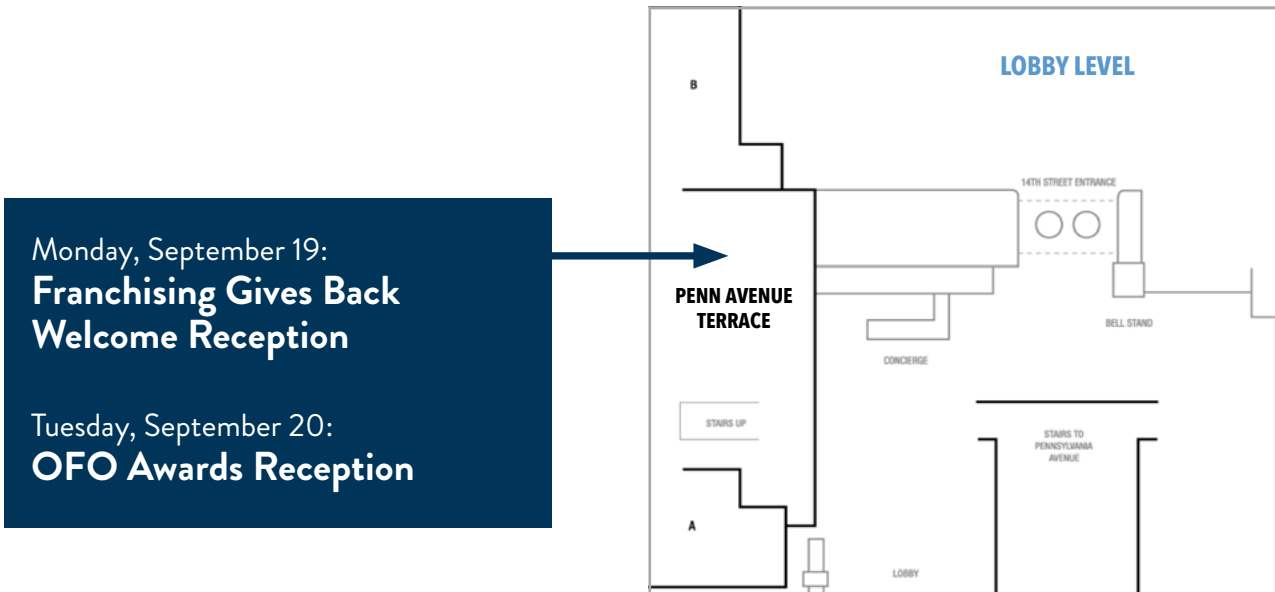 Monday, September 19:
Franchising Gives Back
Welcome Reception
Tuesday, September 20:
OFO Awards Reception
LOBBY LEVEL
B
14TH STREET ENTRANCE
PENN AVENUE
TERRACE
BELL STAND
CONCIERGE
STAIRS UP
STAIRS TO
PENNSYLVANIA
AVENUE
A
LOBBY